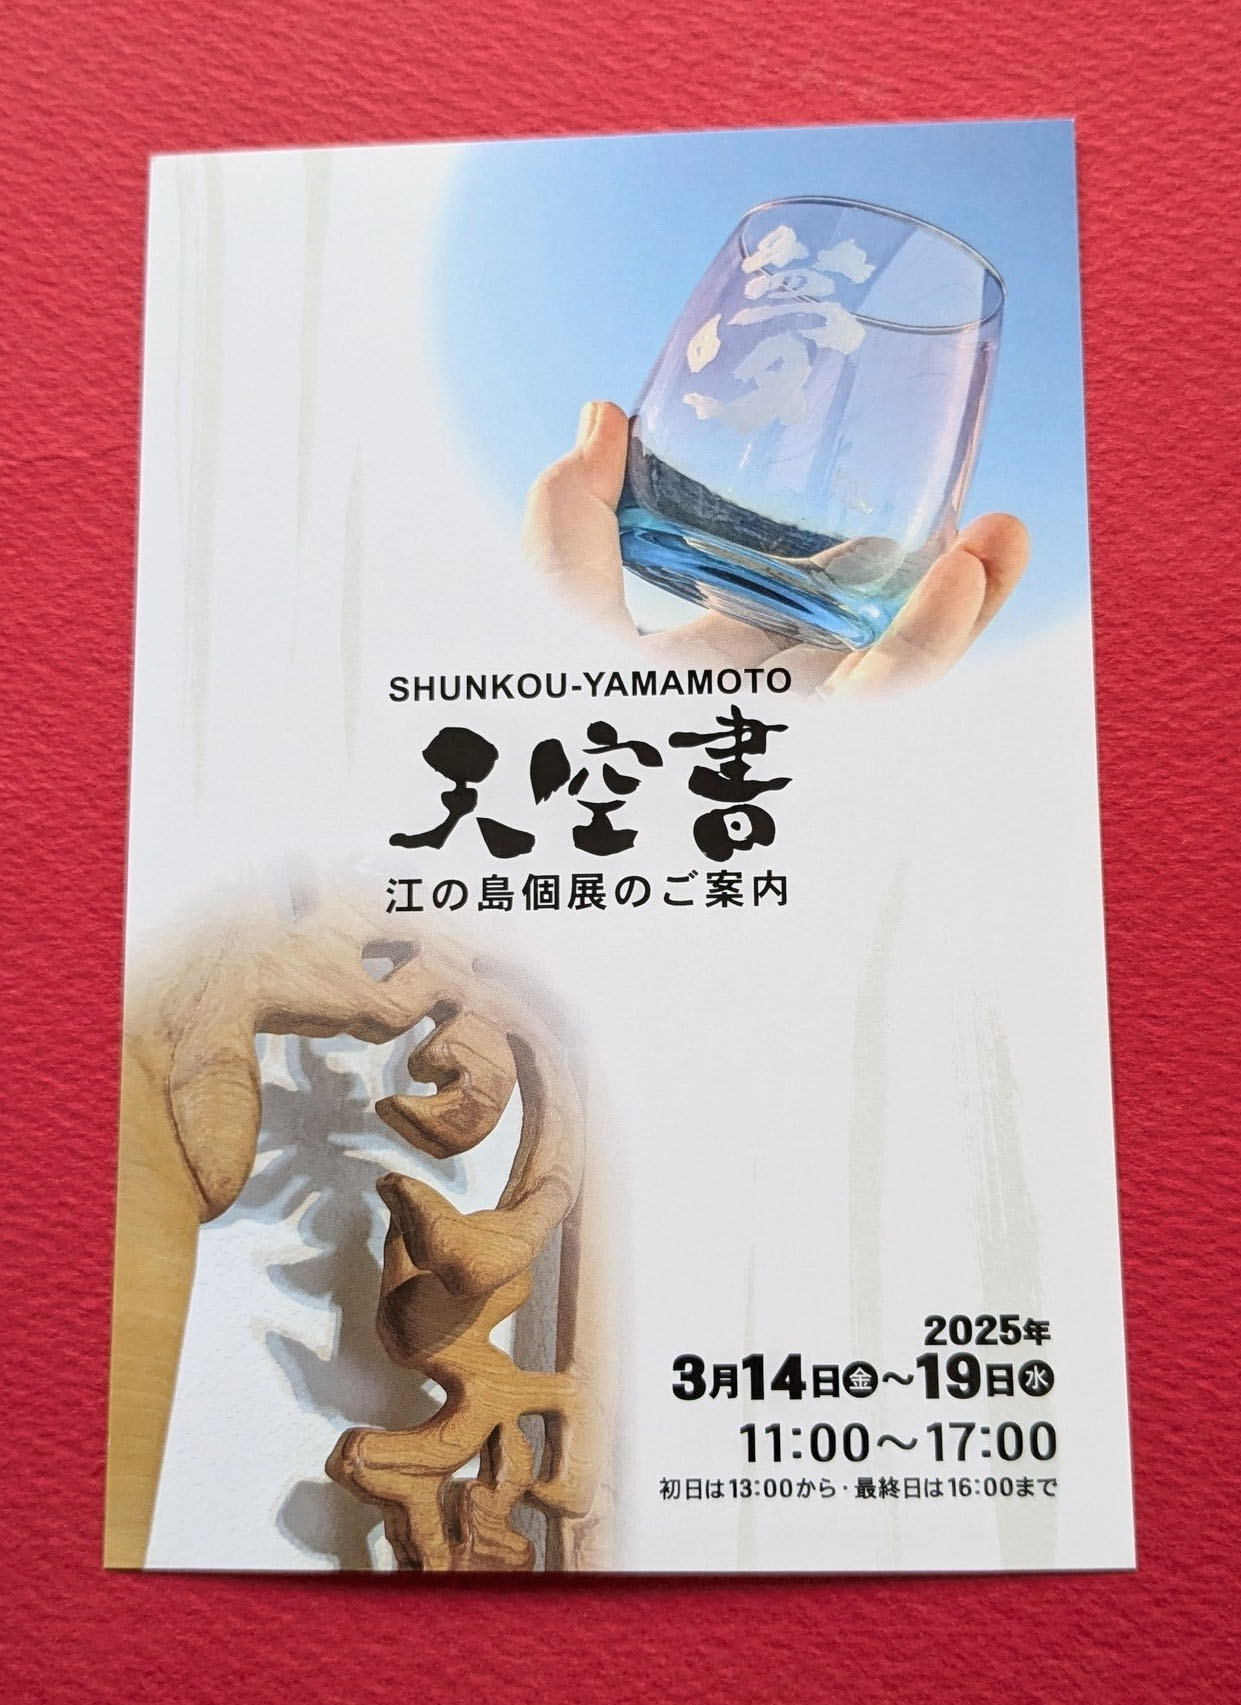 SHUNKOU-YAMAMOTO
天空書
江の島個展のご案内
2025年
3月14日㊎～19日㊌
11:00～17:00
初日は13:00から・最終日は16:00まで